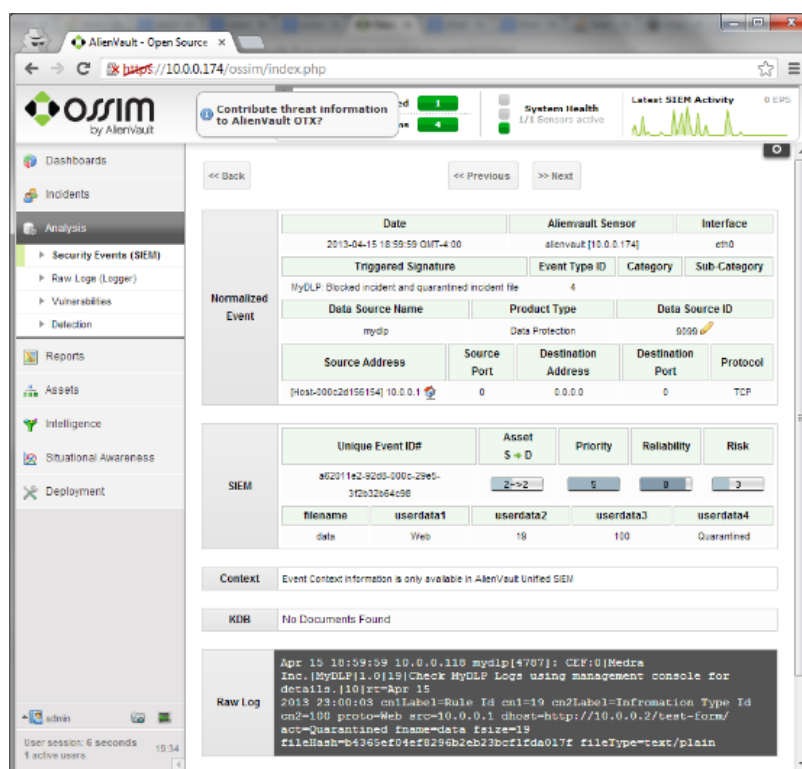 AlienVault - Open Source
https://10.0.0.174/ossim/index.php
OSSIM
by AlienVault
Contribute threat information
to AlienVault OTX?
ed 1
ns 4
System Health
1/1 Sensors active
Latest SIEM Activity 0 EPS
Dashboards
Incidents
Analysis
Security Events (SIEM)
Raw Logs (Logger)
Vulnerabilities
Detection
Reports
Assets
Intelligence
Situational Awareness
Deployment
admin
User session: 6 seconds 19:34
1 active users
<< Back << Previous >> Next
Normalized
Event
Date Alienvault Sensor Interface
2013-04-15 18:59:59 GMT-4:00 alienvault [10.0.0.174] eth0
Triggered Signature Event Type ID Category Sub-Category
MyDLP: Blocked incident and quarantined incident file 4
Data Source Name Product Type Data Source ID
mydlp Data Protection 9099
Source Address Source Port Destination Address Destination Port Protocol
[Host-000c2d156154] 10.0.0.1 0 0.0.0.0 0 TCP
SIEM
Unique Event ID# Asset S D Priority Reliability Risk
a62011e2-92d8-000c-29e5-
3f2b32b64c98
2->2 5 8 3
filename userdata1 userdata2 userdata3 userdata4
data Web 19 100 Quarantined
Context Event Context information is only available in AlienVault Unified SIEM
KDB No Documents Found
Raw Log
Apr 15 18:59:59 10.0.0.118 mydlp[4787]: CEF:0|Medra
Inc.|MyDLP|1.0|19|Check MyDLP Logs using management console for
details.|10|rt=Apr 15
2013 23:00:03 cn1Label=Rule Id cn1=19 cn2Label=Infromation Type Id
cn2=100 proto=Web src=10.0.0.1 dhost=http://10.0.0.2/test-form/
act=Quarantined fname=data fsize=19
fileHash=b4365ef04ef8296b2eb23bcf1fda017f fileType=text/plain